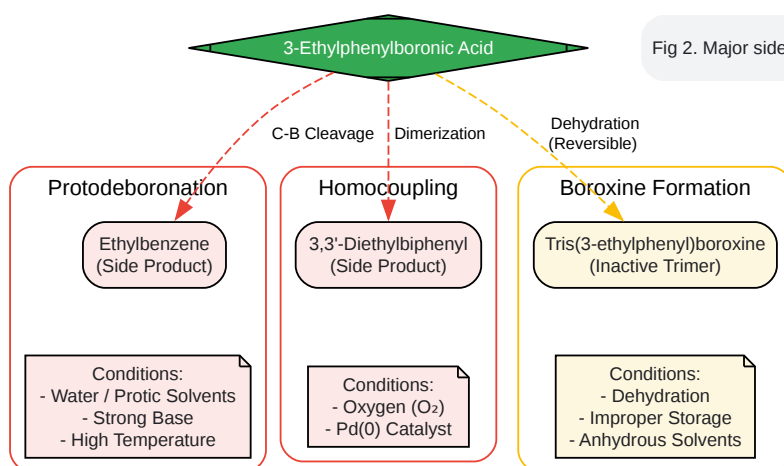 3-Ethylphenylboronic Acid
Fig 2. Major side
C-B Cleavage
Dimerization
Dehydration
(Reversible)
Protodeboronation
Ethylbenzene
(Side Product)
Conditions:
- Water / Protic Solvents
- Strong Base
- High Temperature
Homocoupling
3,3'-Diethylbiphenyl
(Side Product)
Conditions:
- Oxygen (O₂)
- Pd(0) Catalyst
Boroxine Formation
Tris(3-ethylphenyl)boroxine
(Inactive Trimer)
Conditions:
- Dehydration
- Improper Storage
- Anhydrous Solvents